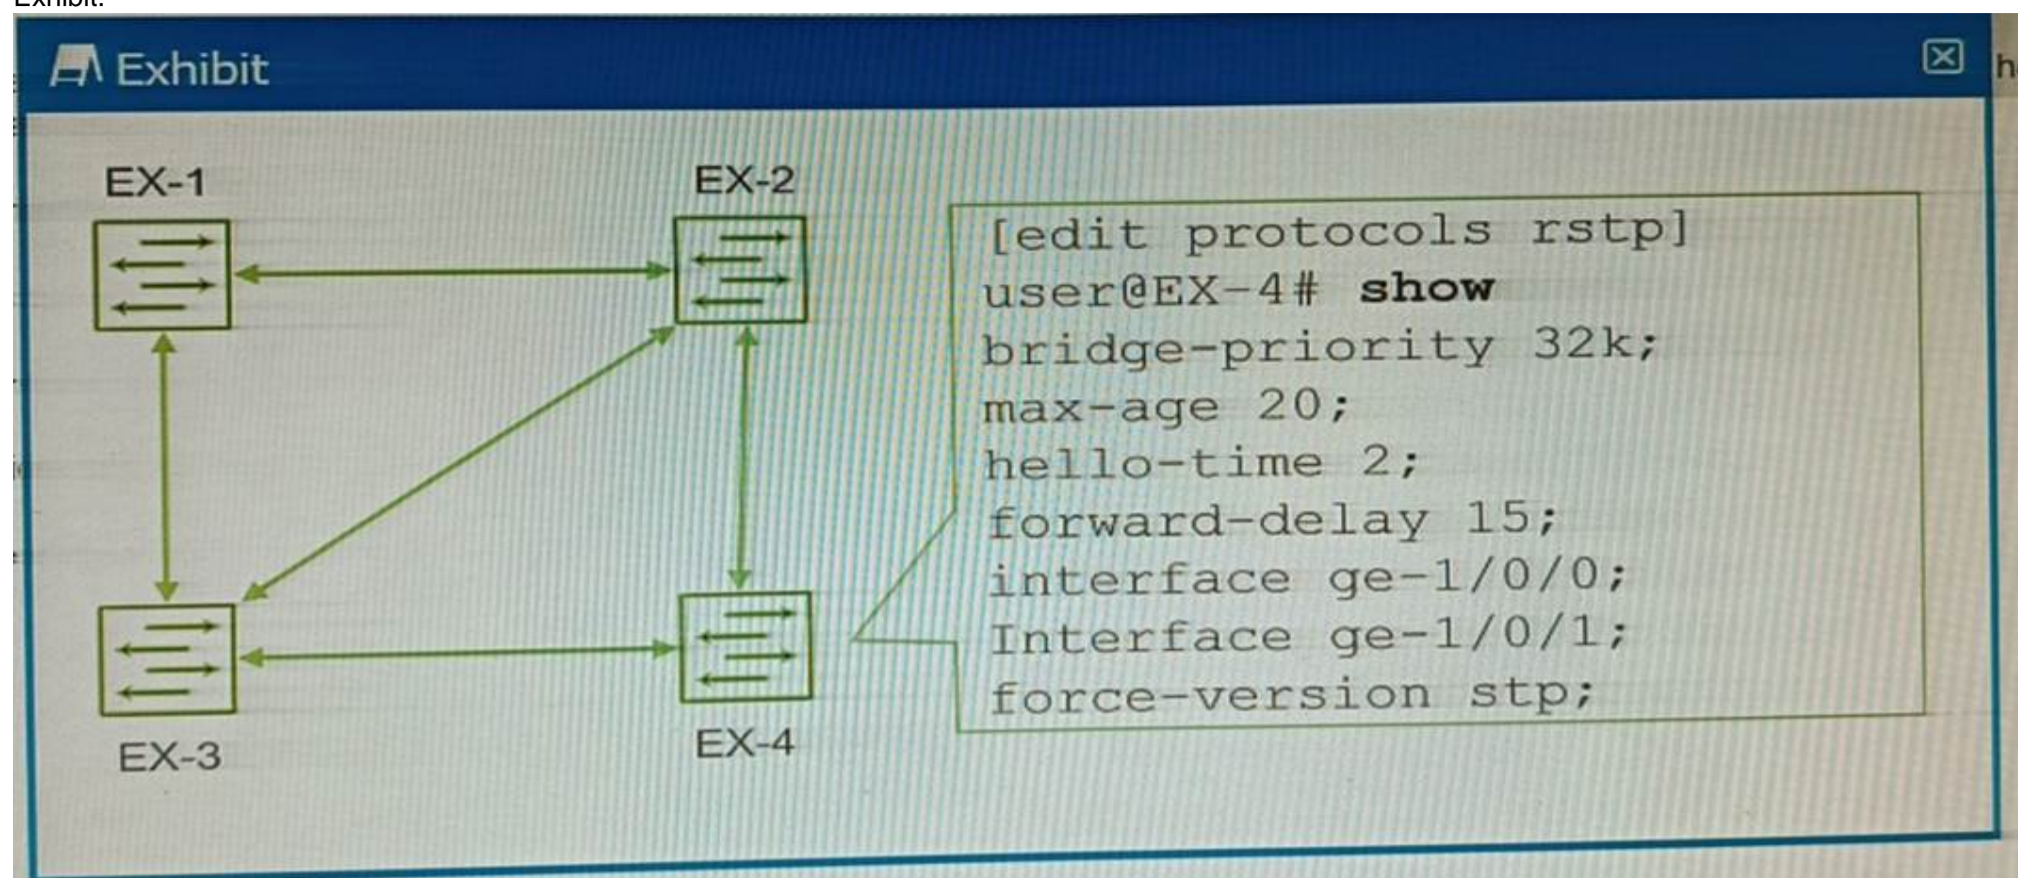 Exhibit:
Exhibit
EX-1
EX-2
EX-3
EX-4
[edit protocols rstp]
user@EX-4# show
bridge-priority 32k;
max-age 20;
hello-time 2;
forward-delay 15;
interface ge-1/0/0;
Interface ge-1/0/1;
force-version stp;